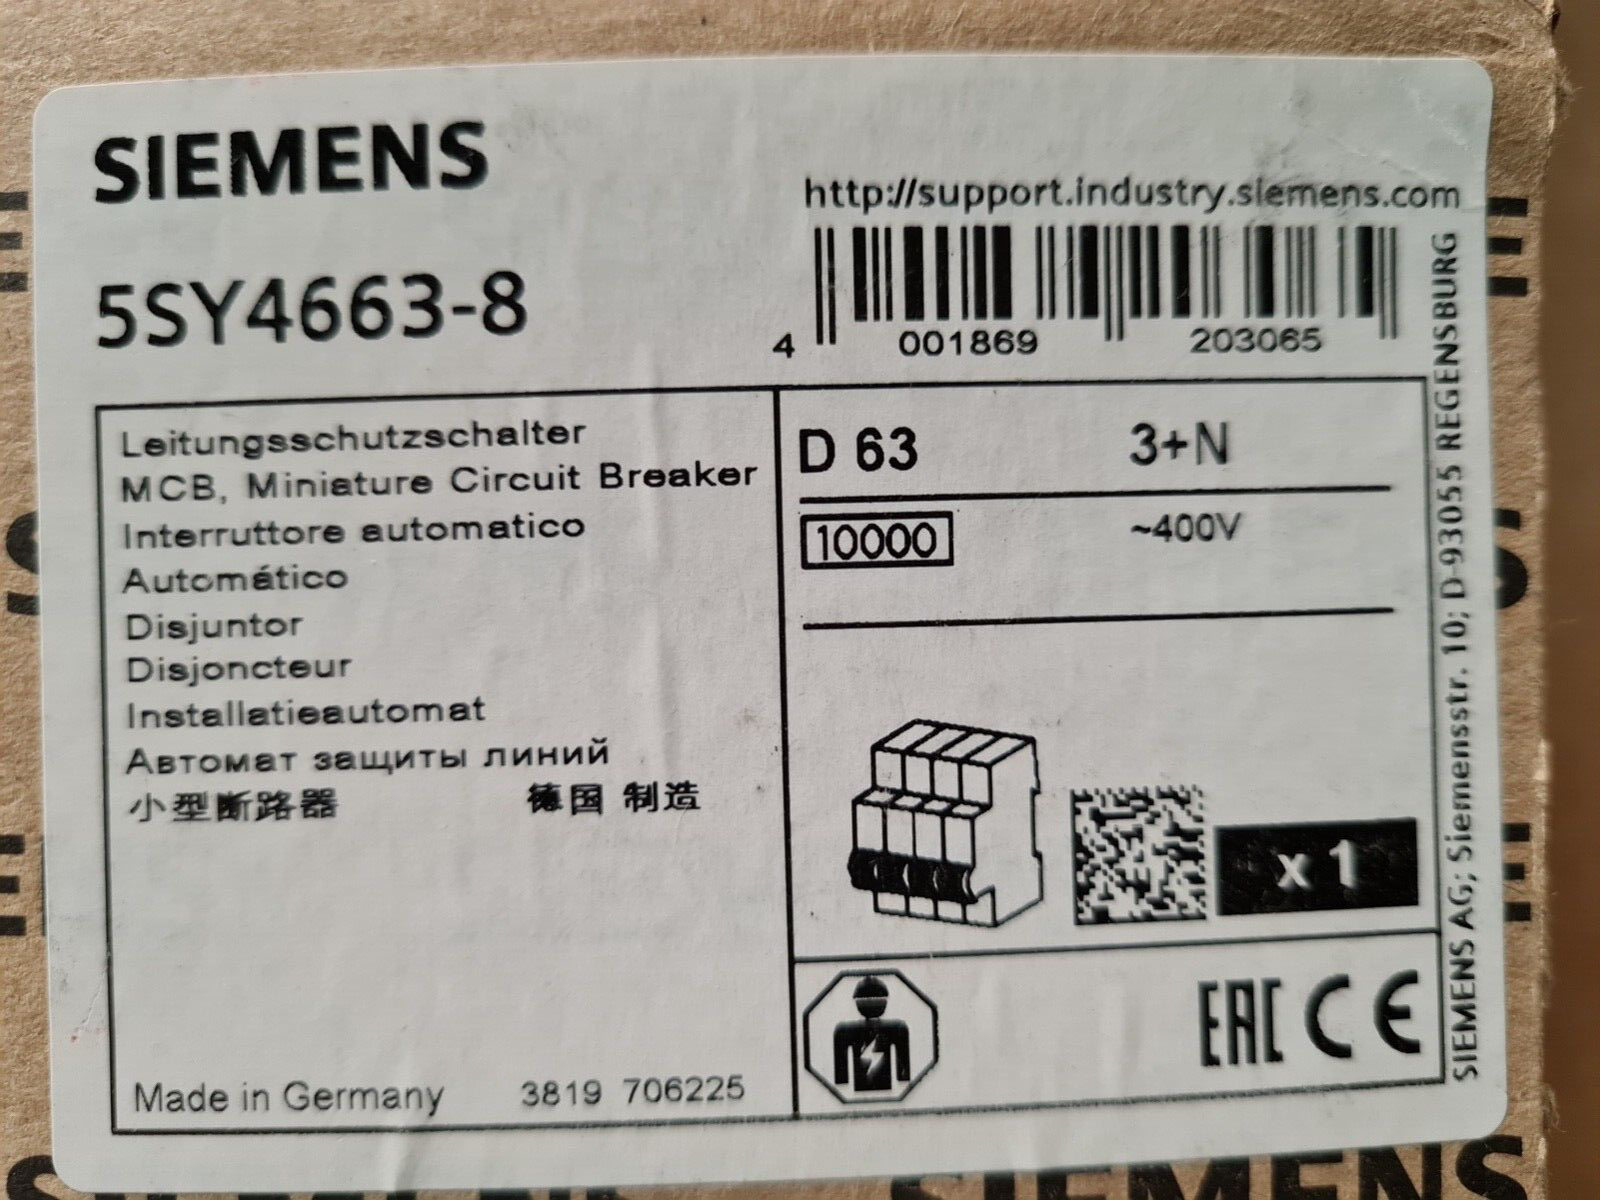 SIEMENS
http://support.industry.siemens.com
5SY4663-8
4 001869 203065
Leitungsschutzschalter
MCB, Miniature Circuit Breaker
Interruttore automatico
Automático
Disjuntor
Disjoncteur
Installatieautomat
Автомат защиты линий
小型断路器 德国 制造
Made in Germany 3819 706225
D 63 3+N
10000 ~400V
x 1
EAC CE
SIEMENS AG; Siemensstr. 10; D-93055 REGENSBURG
SIEMENS